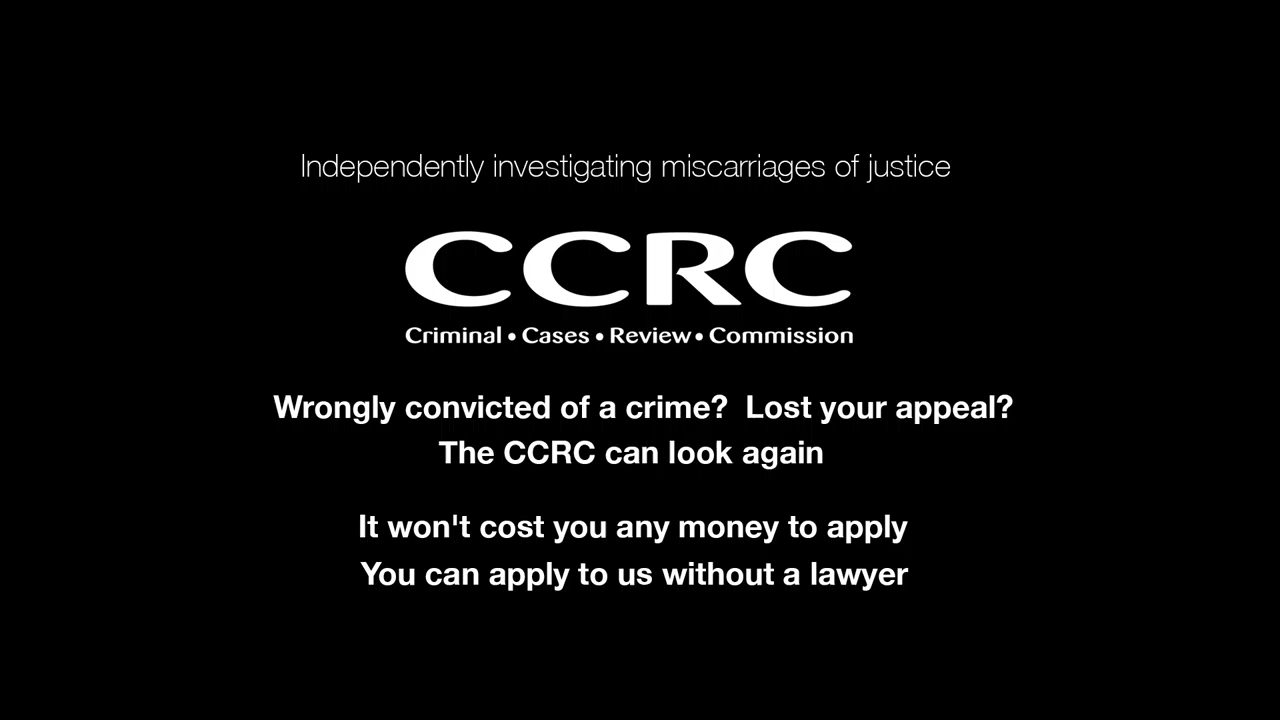 Independently investigating miscarriages of justice
CCRC
Criminal • Cases • Review • Commission
Wrongly convicted of a crime?  Lost your appeal?
The CCRC can look again
It won't cost you any money to apply
You can apply to us without a lawyer